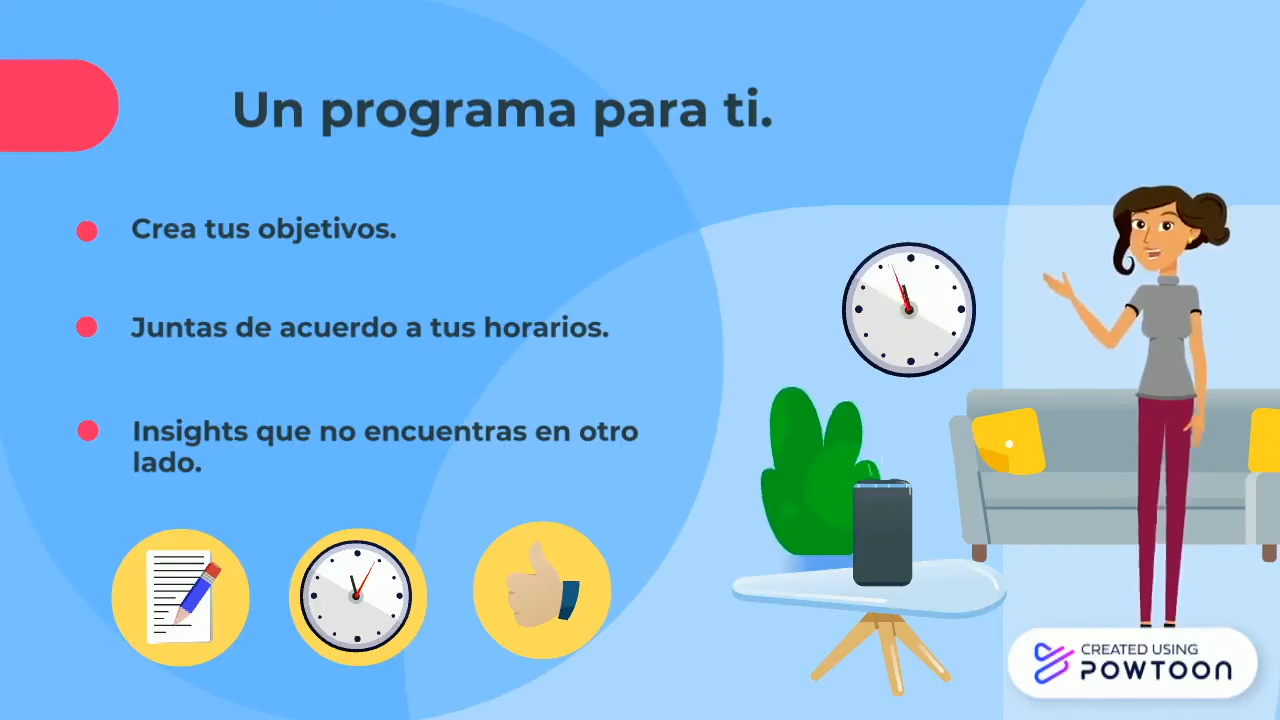 Un programa para ti.
Crea tus objetivos.
Juntas de acuerdo a tus horarios.
Insights que no encuentras en otro
lado.
CREATED USING
POWTOON